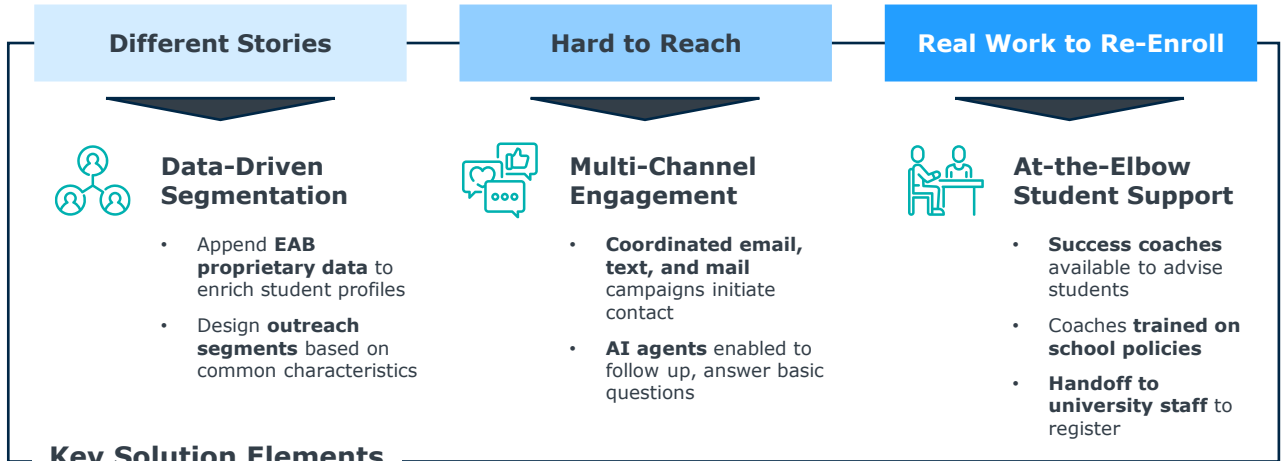 Different Stories
Hard to Reach
Real Work to Re-Enroll
Data-Driven
Segmentation
• Append EAB
proprietary data to
enrich student profiles
• Design outreach
segments based on
common characteristics
Multi-Channel
Engagement
• Coordinated email,
text, and mail
campaigns initiate
contact
• AI agents enabled to
follow up, answer basic
questions
At-the-Elbow
Student Support
• Success coaches
available to advise
students
• Coaches trained on
school policies
• Handoff to
university staff to
register
Key Solution Elements